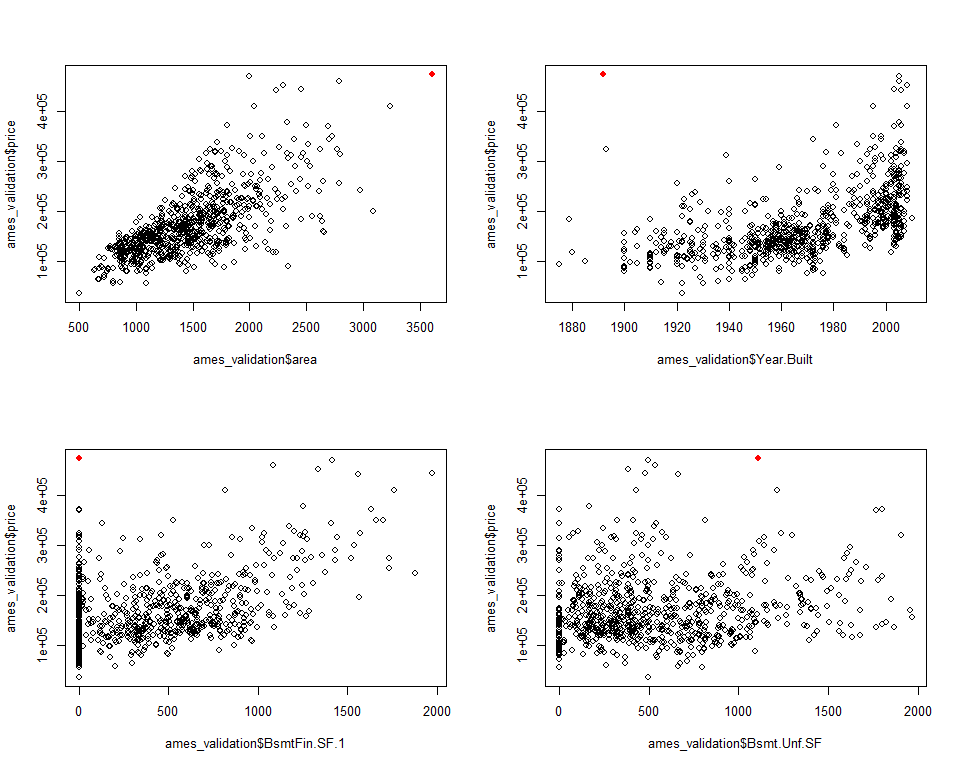 ames_validation$price
1e+05 2e+05 3e+05 4e+05
500 1000 1500 2000 2500 3000 3500
ames_validation$area
ames_validation$price
1e+05 2e+05 3e+05 4e+05
1880 1900 1920 1940 1960 1980 2000
ames_validation$Year.Built
ames_validation$price
1e+05 2e+05 3e+05 4e+05
0 500 1000 1500 2000
ames_validation$BsmtFin.SF.1
ames_validation$price
1e+05 2e+05 3e+05 4e+05
0 500 1000 1500 2000
ames_validation$Bsmt.Unf.SF